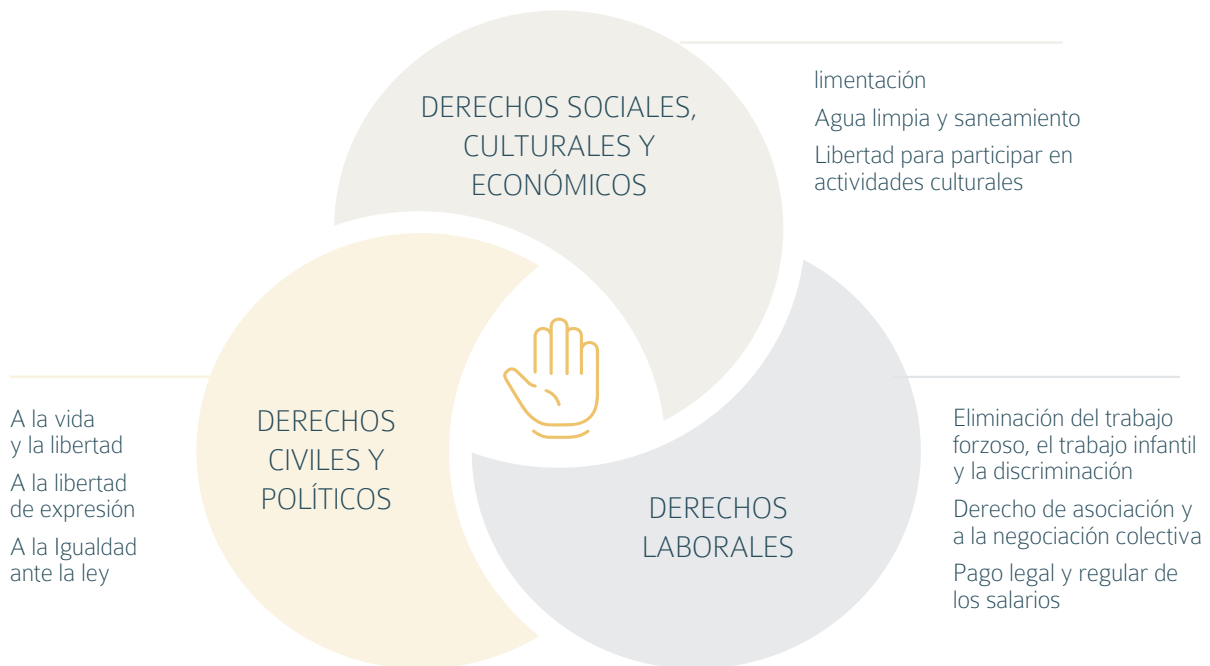 DERECHOS SOCIALES,
CULTURALES Y
ECONÓMICOS
limentación
Agua limpia y saneamiento
Libertad para participar en
actividades culturales
DERECHOS
CIVILES Y
POLÍTICOS
A la vida
y la libertad
A la libertad
de expresión
A la Igualdad
ante la ley
DERECHOS
LABORALES
Eliminación del trabajo
forzoso, el trabajo infantil
y la discriminación
Derecho de asociación y
a la negociación colectiva
Pago legal y regular de
los salarios